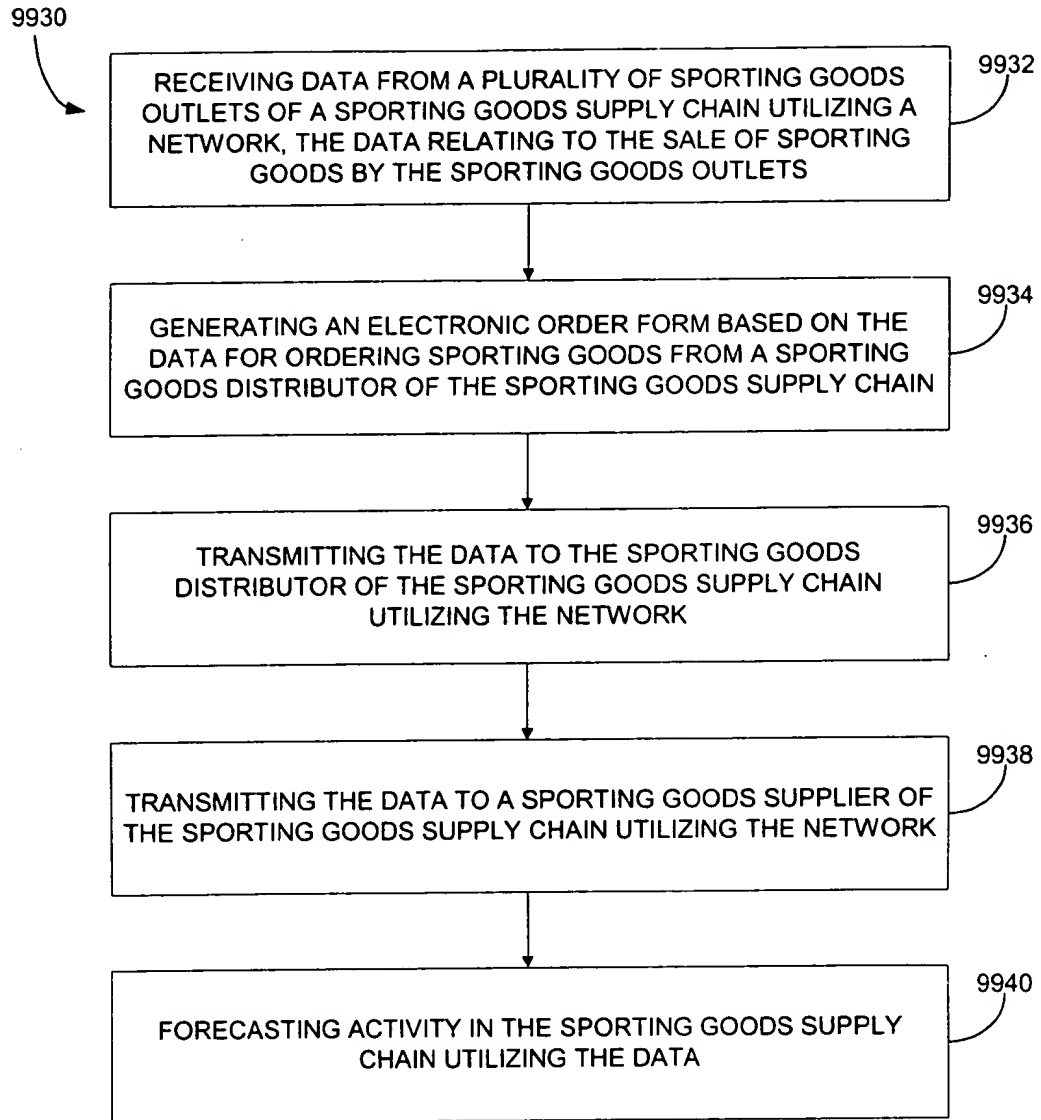 9930
RECEIVING DATA FROM A PLURALITY OF SPORTING GOODS
OUTLETS OF A SPORTING GOODS SUPPLY CHAIN UTILIZING A
NETWORK, THE DATA RELATING TO THE SALE OF SPORTING
GOODS BY THE SPORTING GOODS OUTLETS
9932
GENERATING AN ELECTRONIC ORDER FORM BASED ON THE
DATA FOR ORDERING SPORTING GOODS FROM A SPORTING
GOODS DISTRIBUTOR OF THE SPORTING GOODS SUPPLY CHAIN
9934
TRANSMITTING THE DATA TO THE SPORTING GOODS
DISTRIBUTOR OF THE SPORTING GOODS SUPPLY CHAIN
UTILIZING THE NETWORK
9936
TRANSMITTING THE DATA TO A SPORTING GOODS SUPPLIER OF
THE SPORTING GOODS SUPPLY CHAIN UTILIZING THE NETWORK
9938
FORECASTING ACTIVITY IN THE SPORTING GOODS SUPPLY
CHAIN UTILIZING THE DATA
9940